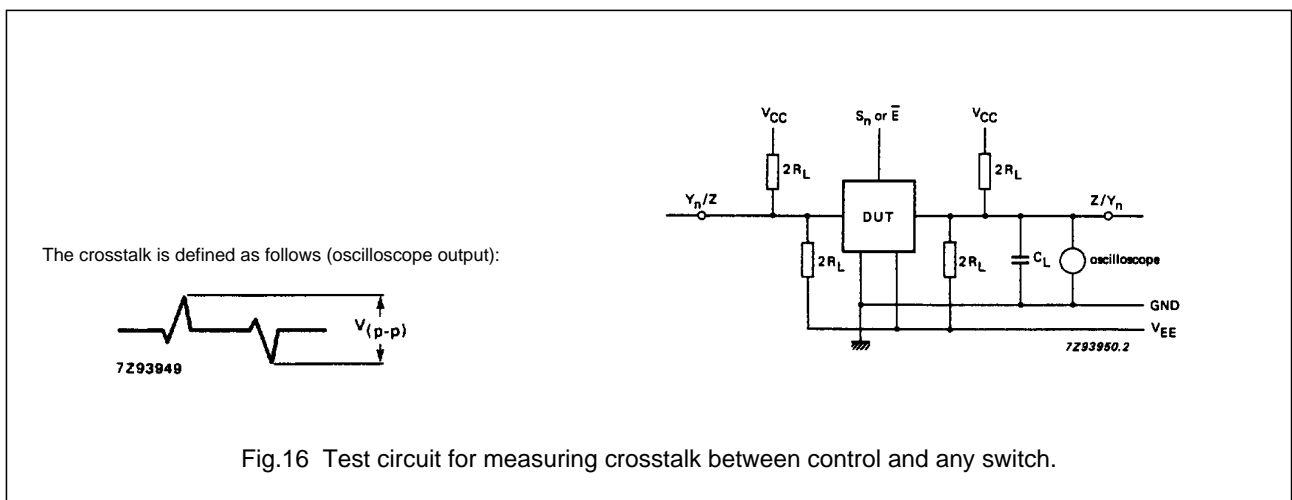 The crosstalk is defined as follows (oscilloscope output):
V(p-p)
7Z93949
VCC
Sn or E̅
VCC
2RL
2RL
Yn/Z
DUT
Z/Yn
2RL
2RL
CL
oscilloscope
GND
VEE
7Z93950.2
Fig.16 Test circuit for measuring crosstalk between control and any switch.